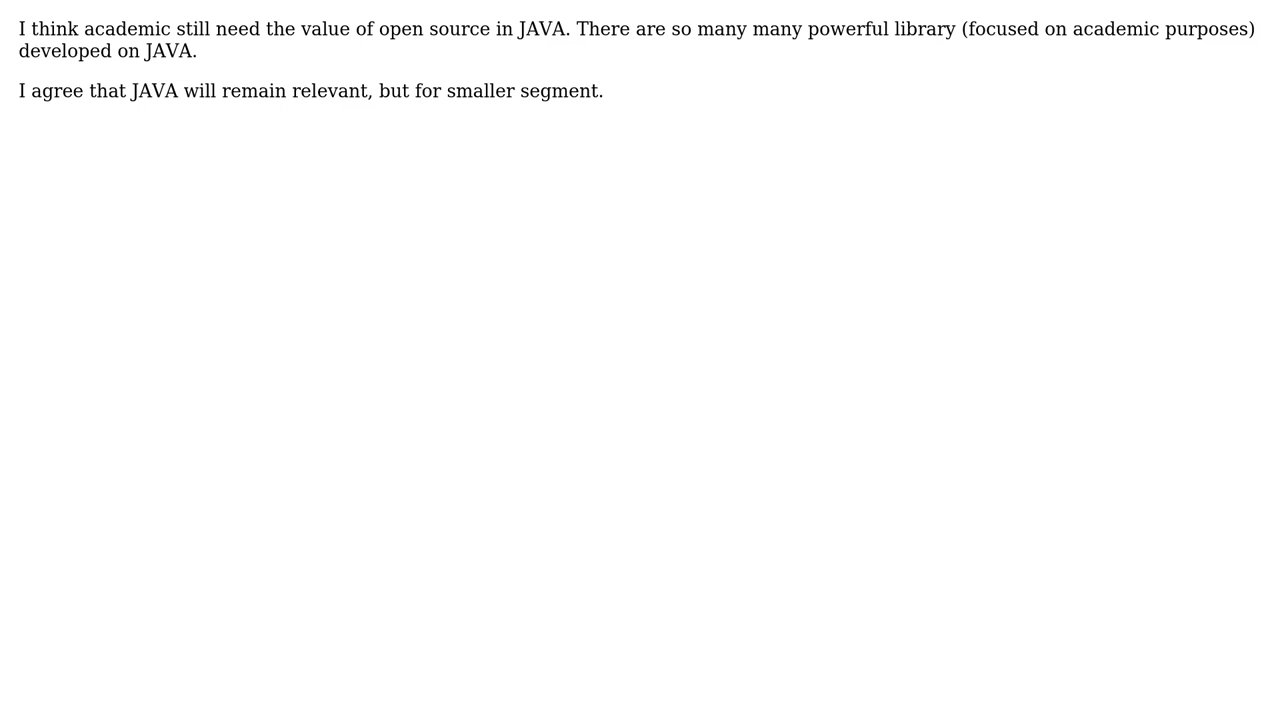 I think academic still need the value of open source in JAVA. There are so many many powerful library (focused on academic purposes)
developed on JAVA.
I agree that JAVA will remain relevant, but for smaller segment.